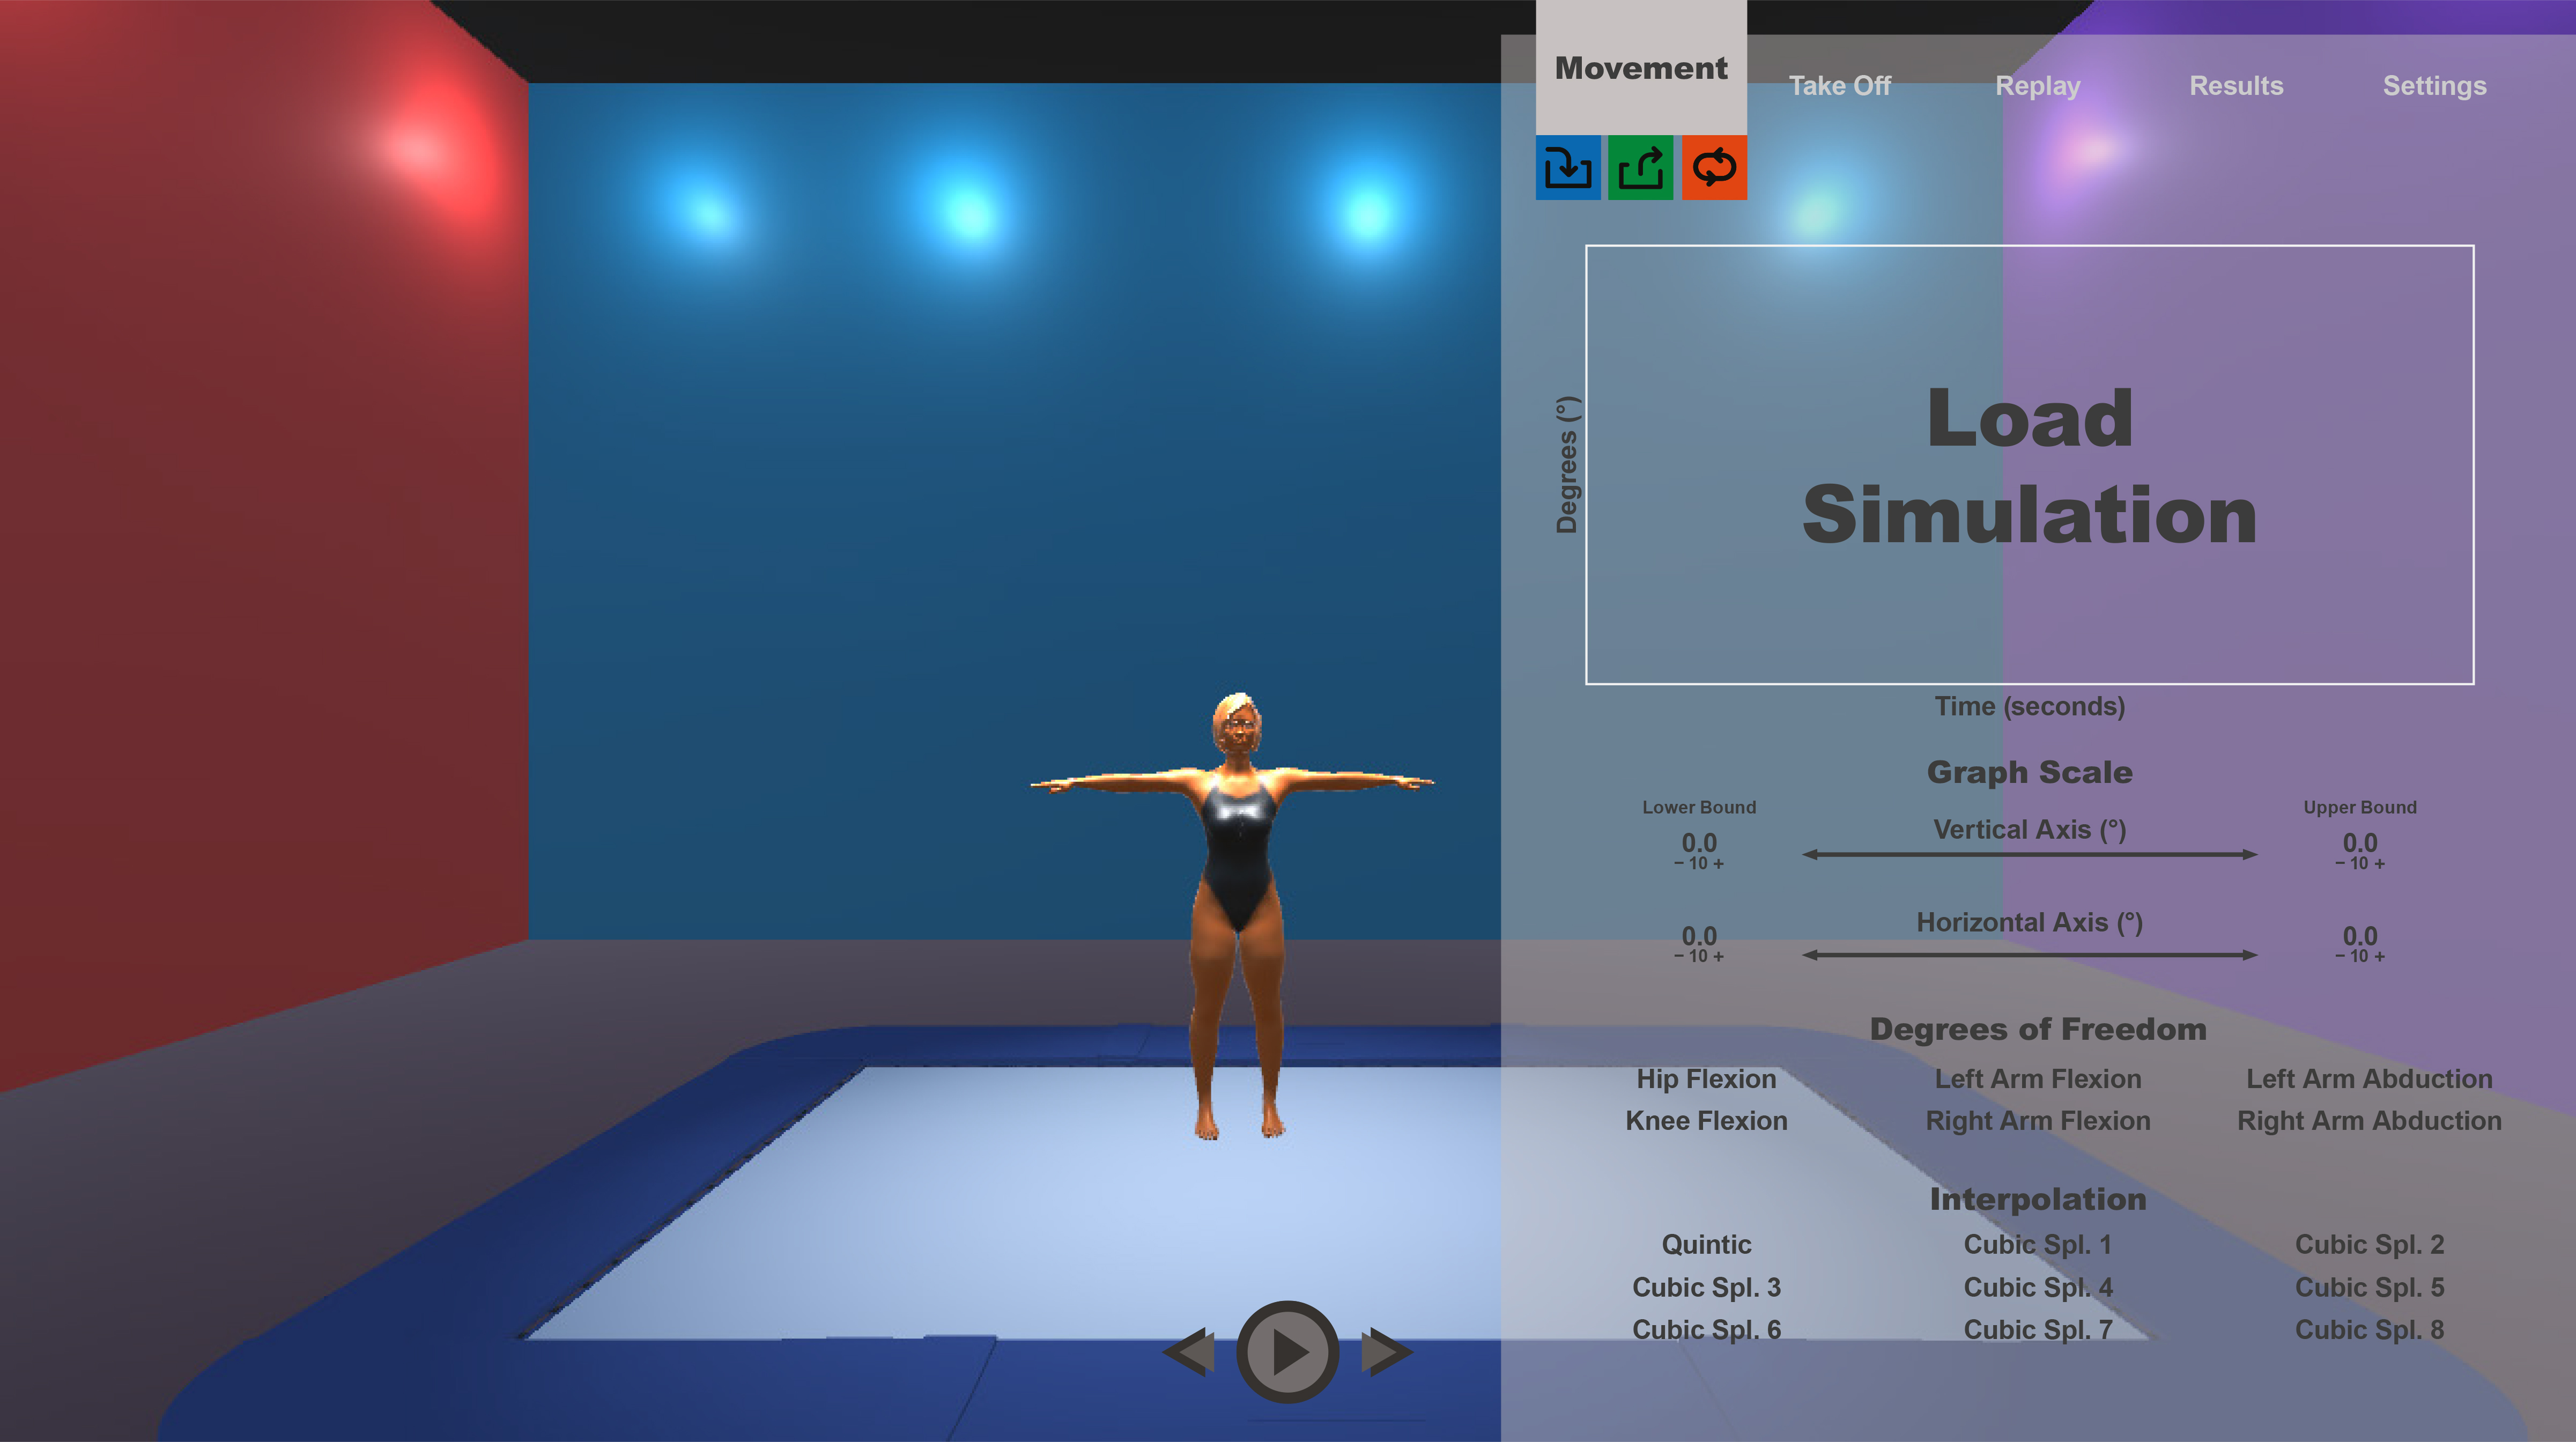 Movement
Take Off
Replay
Results
Settings
Degrees (°)
Load
Simulation
Time (seconds)
Graph Scale
Lower Bound
Upper Bound
Vertical Axis (°)
0.0
− 10 +
0.0
− 10 +
Horizontal Axis (°)
0.0
− 10 +
0.0
− 10 +
Degrees of Freedom
Hip Flexion
Left Arm Flexion
Left Arm Abduction
Knee Flexion
Right Arm Flexion
Right Arm Abduction
Interpolation
Quintic
Cubic Spl. 1
Cubic Spl. 2
Cubic Spl. 3
Cubic Spl. 4
Cubic Spl. 5
Cubic Spl. 6
Cubic Spl. 7
Cubic Spl. 8